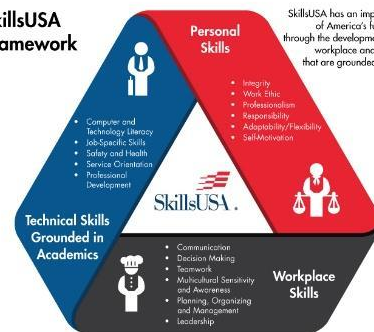 killsUSA
amework
SkillsUSA has an imp
of America's fu
through the developme
workplace and
that are grounded
Personal
Skills
• Integrity
• Work Ethic
• Professionalism
• Responsibility
• Adaptability/Flexibility
• Self-Motivation
• Computer and
Technology Literacy
• Job-Specific Skills
• Safety and Health
• Service Orientation
• Professional
Development
SkillsUSA.
Technical Skills
Grounded in
Academics
• Communication
• Decision Making
• Teamwork
• Multicultural Sensitivity
and Awareness
• Planning, Organizing
and Management
• Leadership
Workplace
Skills